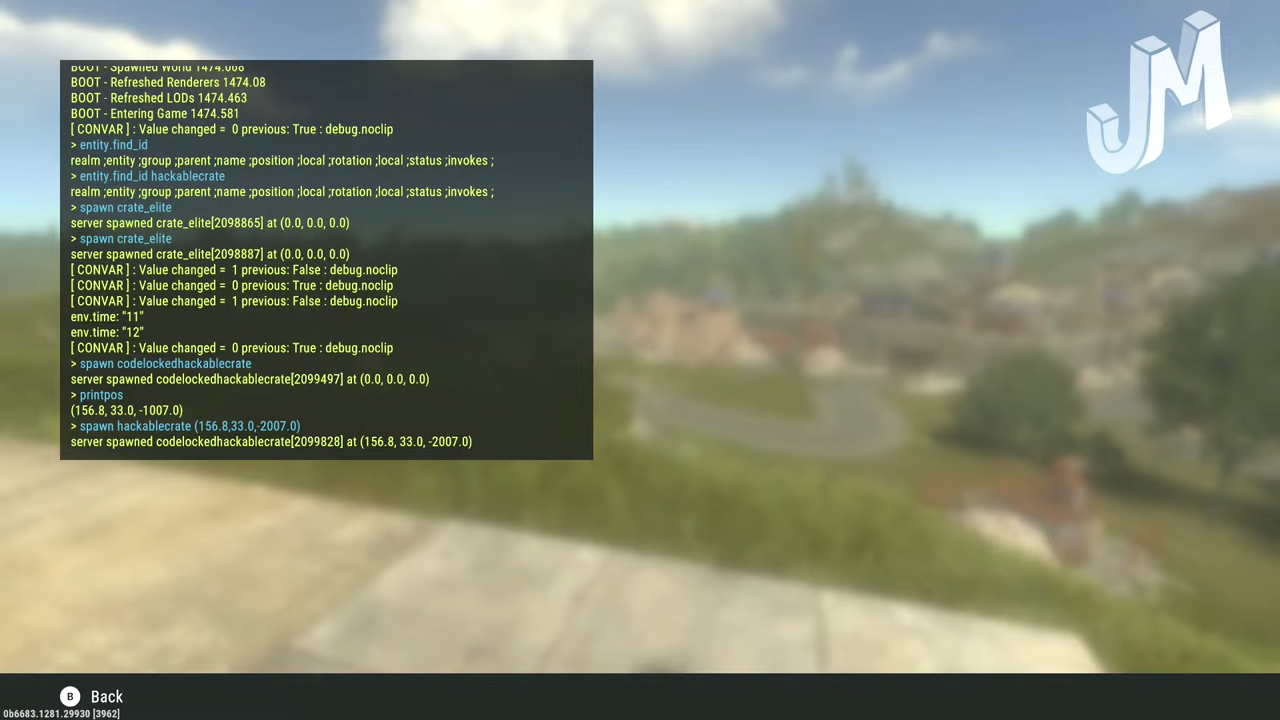 BOOT - Spawned World 1474.068
BOOT - Refreshed Renderers 1474.08
BOOT - Refreshed LODs 1474.463
BOOT - Entering Game 1474.581
[ CONVAR ] : Value changed =  0 previous: True : debug.noclip
> entity.find_id
realm ;entity ;group ;parent ;name ;position ;local ;rotation ;local ;status ;invokes ;
> entity.find_id hackablecrate
realm ;entity ;group ;parent ;name ;position ;local ;rotation ;local ;status ;invokes ;
> spawn crate_elite
server spawned crate_elite[2098865] at (0.0, 0.0, 0.0)
> spawn crate_elite
server spawned crate_elite[2098887] at (0.0, 0.0, 0.0)
[ CONVAR ] : Value changed =  1 previous: False : debug.noclip
[ CONVAR ] : Value changed =  0 previous: True : debug.noclip
[ CONVAR ] : Value changed =  1 previous: False : debug.noclip
env.time: "11"
env.time: "12"
[ CONVAR ] : Value changed =  0 previous: True : debug.noclip
> spawn codelockedhackablecrate
server spawned codelockedhackablecrate[2099497] at (0.0, 0.0, 0.0)
> printpos
(156.8, 33.0, -1007.0)
> spawn hackablecrate (156.8,33.0,-2007.0)
server spawned codelockedhackablecrate[2099828] at (156.8, 33.0, -2007.0)
JM
B Back
0b6683.1281.29930 [3962]